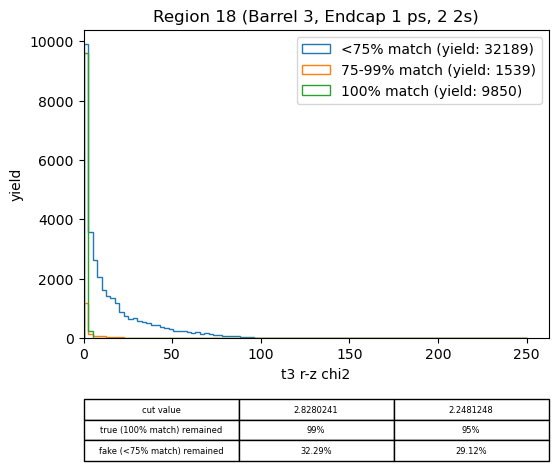 Region 18 (Barrel 3, Endcap 1 ps, 2 2s)
10000
8000
6000
4000
2000
0
yield
<75% match (yield: 32189)
75-99% match (yield: 1539)
100% match (yield: 9850)
0 50 100 150 200 250
t3 r-z chi2
cut value 2.8280241 2.2481248
true (100% match) remained 99% 95%
fake (<75% match) remained 32.29% 29.12%